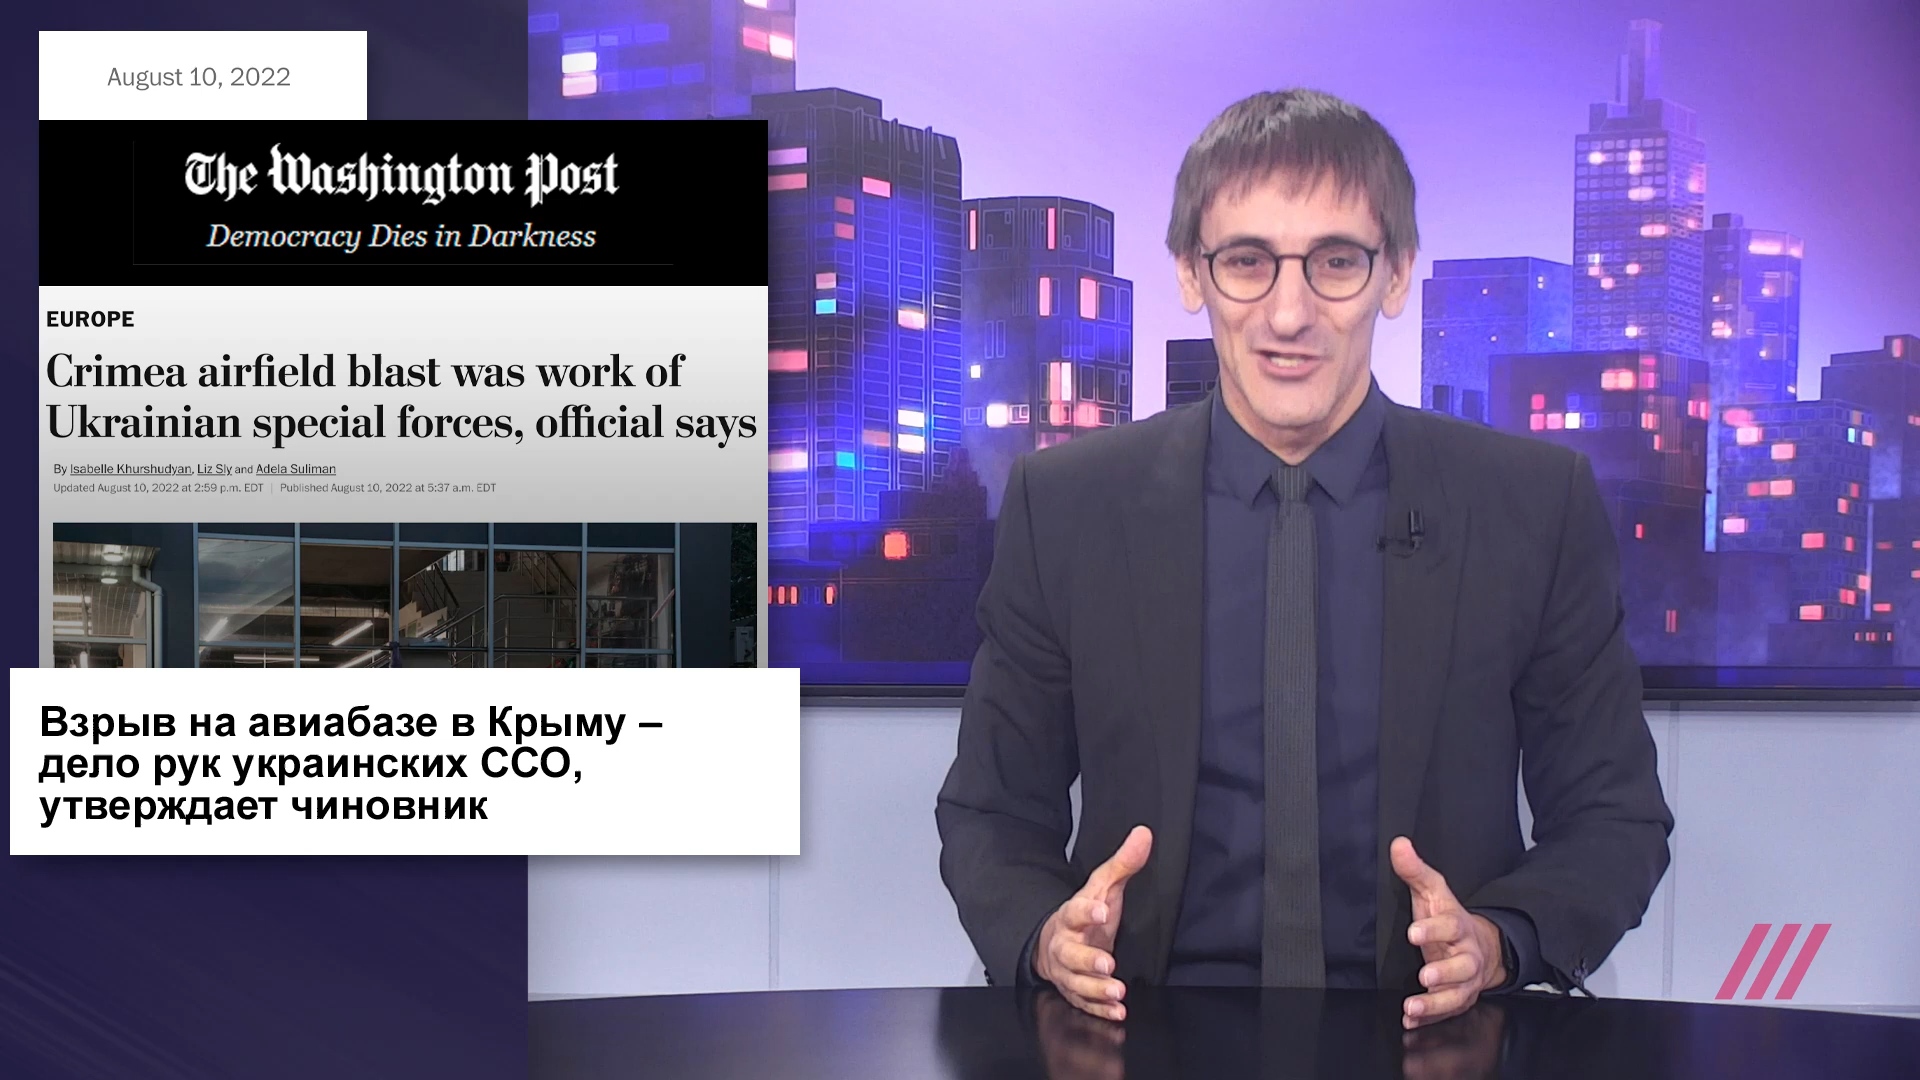 August 10, 2022
The Washington Post
Democracy Dies in Darkness
EUROPE
Crimea airfield blast was work of
Ukrainian special forces, official says
By Isabelle Khurshudyan, Liz Sly and Adela Suliman
Updated August 10, 2022 at 2:59 p.m. EDT | Published August 10, 2022 at 5:37 a.m. EDT
Взрыв на авиабазе в Крыму –
дело рук украинских ССО,
утверждает чиновник